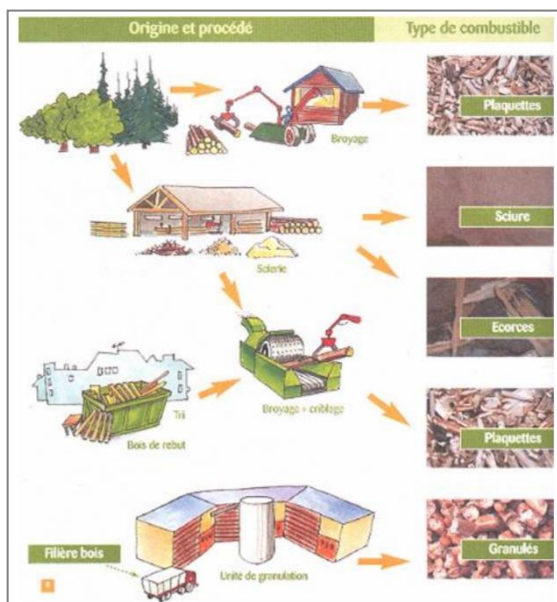 Origine et procédé
Type de combustible
Broyage
Plaquettes
Scierie
Sciure
Ecorces
Tri
Bois de rebut
Broyage + criblage
Plaquettes
Filière bois
Unité de granulation
Granulés